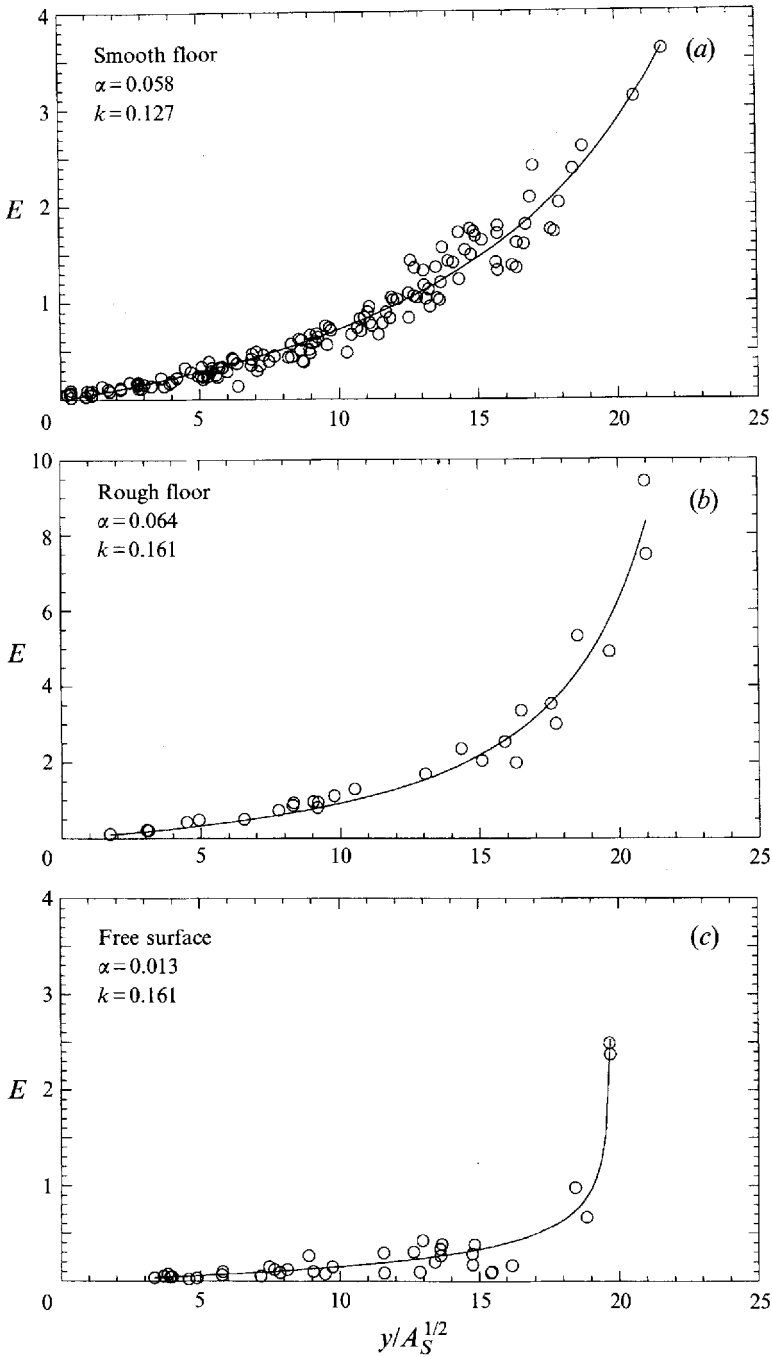 4
Smooth floor
(a)
α=0.058
k=0.127
3
E
2
1
0
5
10
15
20
25
10
Rough floor
(b)
α=0.064
k=0.161
8
6
E
4
2
0
5
10
15
20
25
4
Free surface
(c)
α=0.013
k=0.161
3
E
2
1
0
5
10
15
20
25
y/A_S^{1/2}